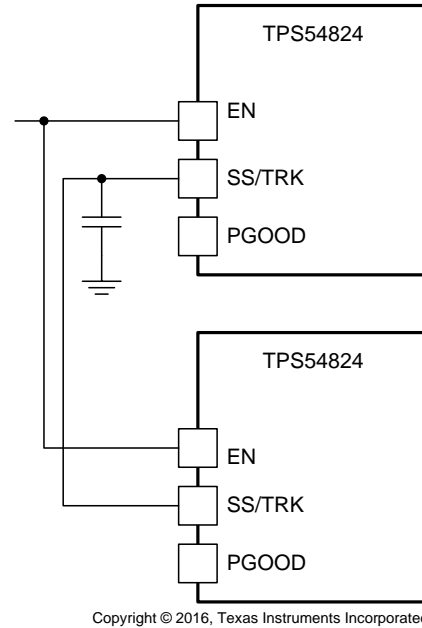 TPS54824
EN
SS/TRK
PGOOD
TPS54824
EN
SS/TRK
PGOOD
Copyright © 2016, Texas Instruments Incorporated